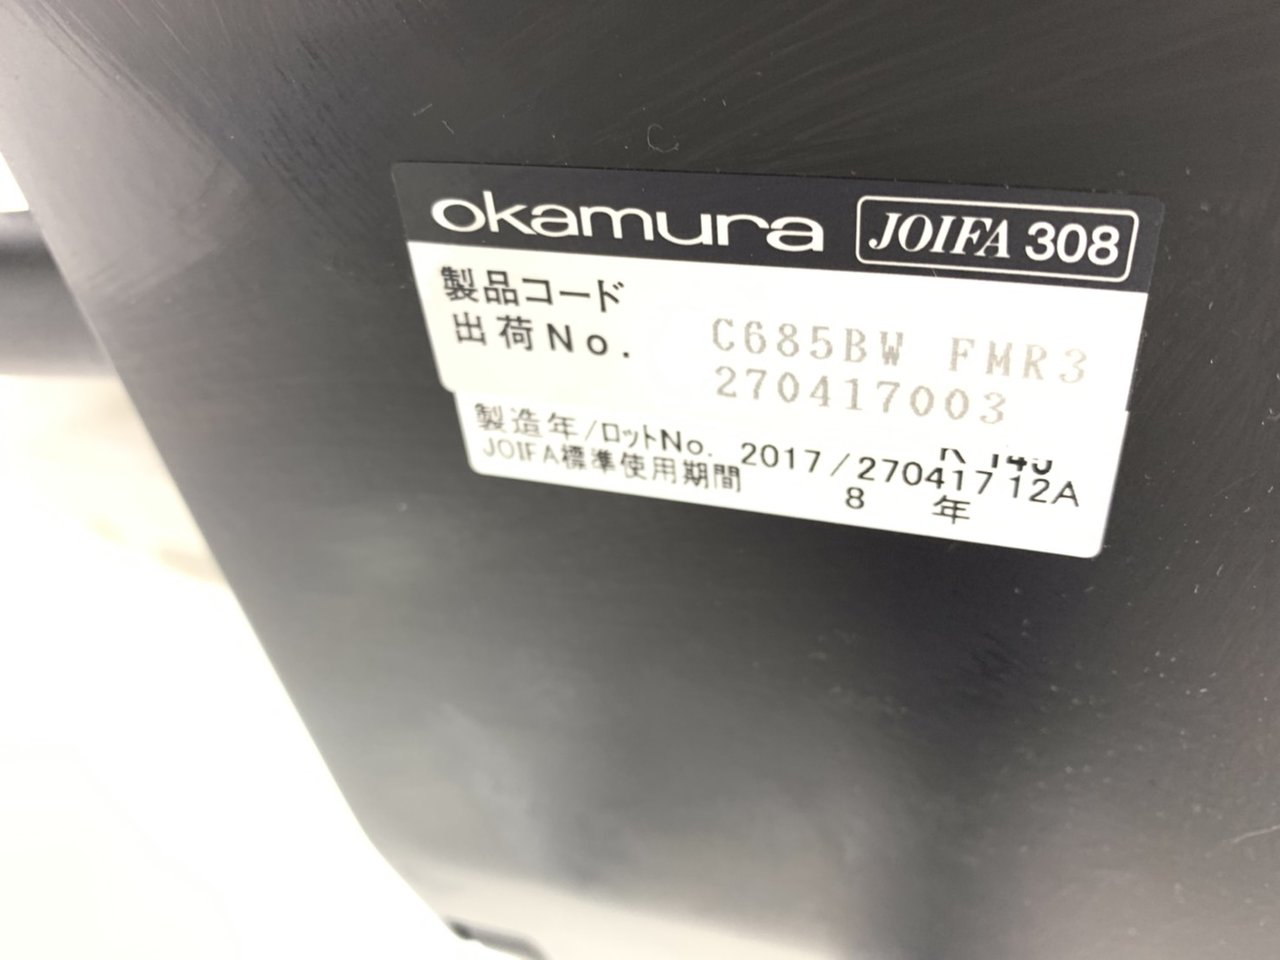 okamura JOIFA 308
製品コード C685BW FMR3
出荷No. 270417003
製造年/ロットNo. 2017/270417 12A
JOIFA標準使用期間 8 年